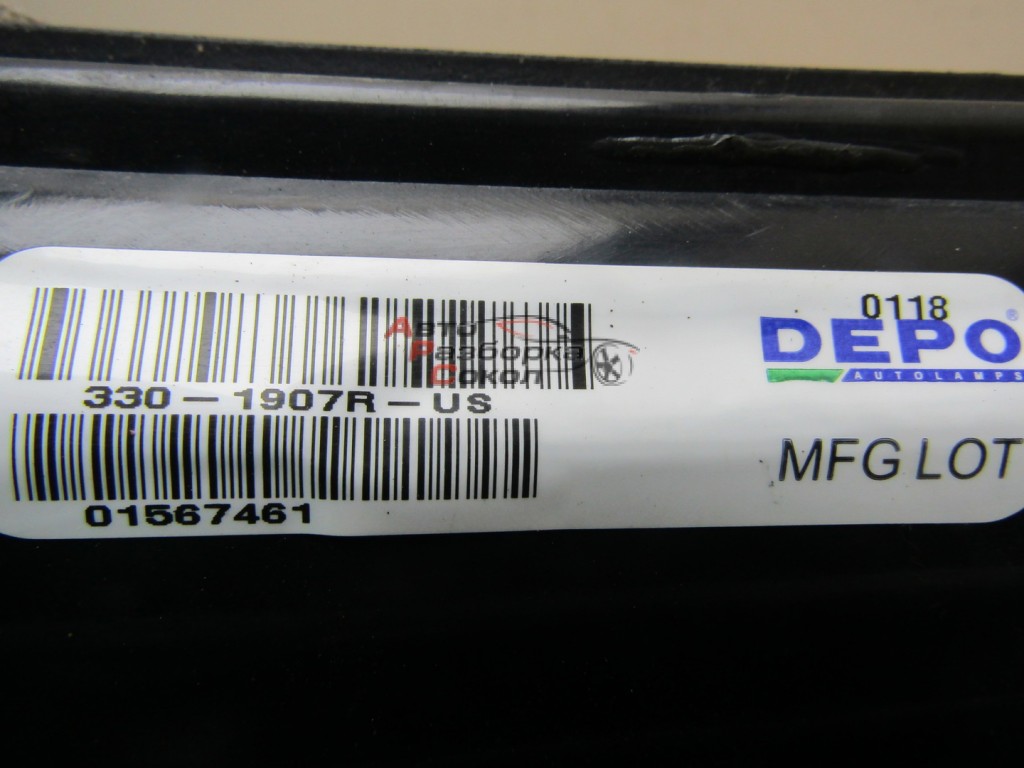 0118
DEPO®
AUTOLAMPS
330-1907R-US
01567461
MFG LOT
Авто
Разборка
Сокол